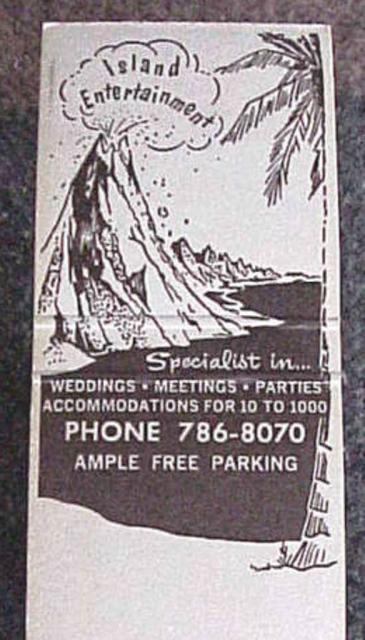 Island
Entertainment
Specialist in...
WEDDINGS • MEETINGS • PARTIES
ACCOMMODATIONS FOR 10 TO 1000
PHONE 786-8070
AMPLE FREE PARKING